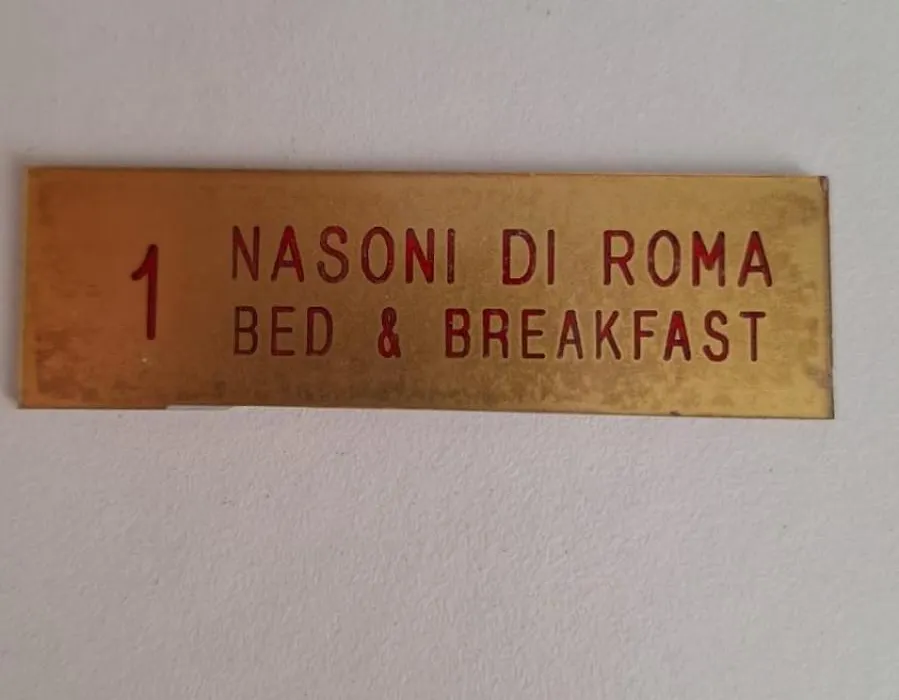 1 NASONI DI ROMA
BED & BREAKFAST